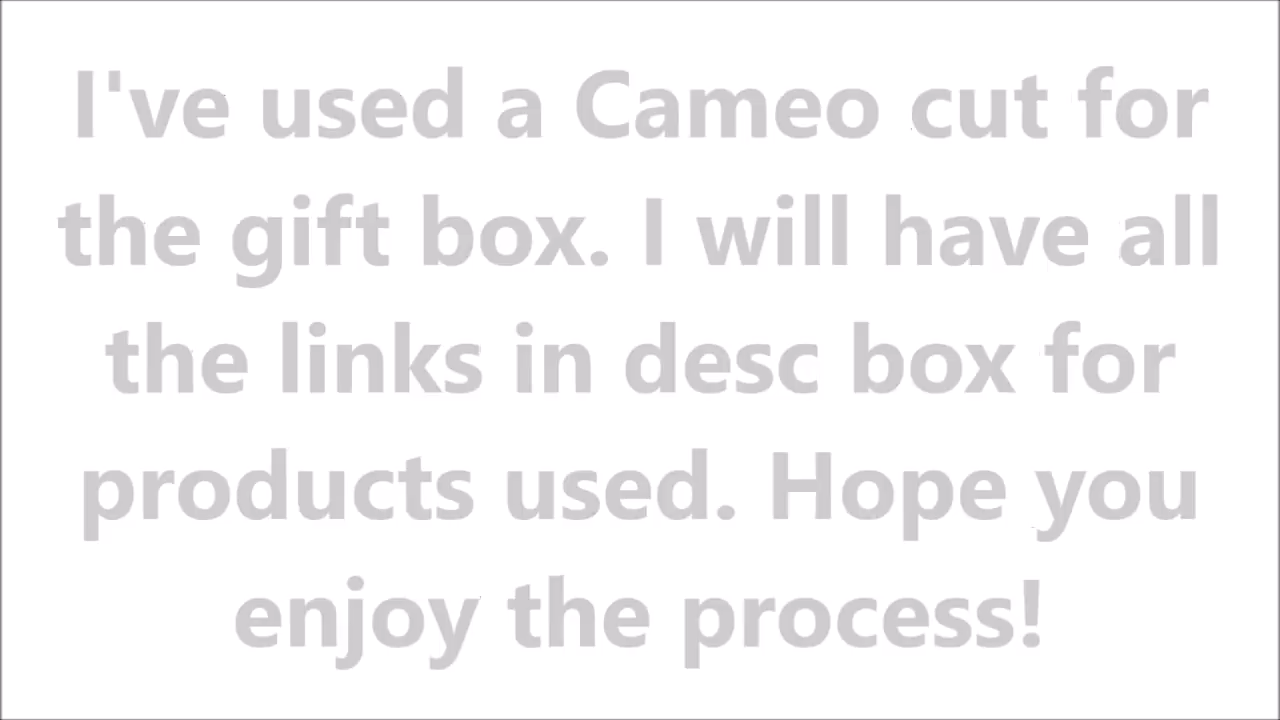 I've used a Cameo cut for
the gift box. I will have all
the links in desc box for
products used. Hope you
enjoy the process!